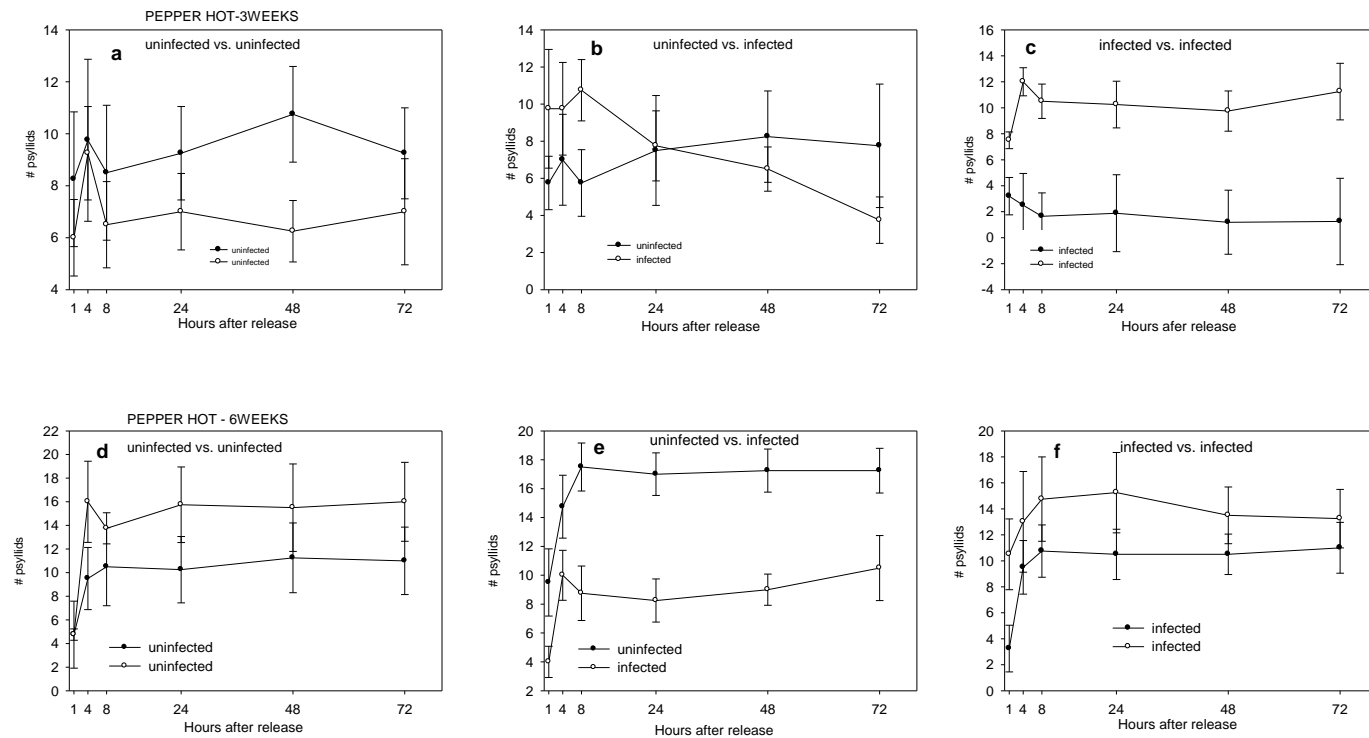 PEPPER HOT-3WEEKS
a
uninfected vs. uninfected
# psyllids
14
12
10
8
6
4
uninfected
uninfected
1 4 8 24 48 72
Hours after release
b
uninfected vs. infected
# psyllids
14
12
10
8
6
4
2
0
uninfected
infected
1 4 8 24 48 72
Hours after release
c
infected vs. infected
# psyllids
16
14
12
10
8
6
4
2
0
-2
-4
infected
infected
1 4 8 24 48 72
Hours afer release
PEPPER HOT - 6WEEKS
d
uninfected vs. uninfected
# psyllids
22
20
18
16
14
12
10
8
6
4
2
0
uninfected
uninfected
1 4 8 24 48 72
Hours after release
e
uninfected vs. infected
# psyllids
20
18
16
14
12
10
8
6
4
2
uninfected
infected
1 4 8 24 48 72
Hours after release
f
infected vs. infected
# psyllids
20
18
16
14
12
10
8
6
4
2
0
infected
infected
1 4 8 24 48 72
Hours after release